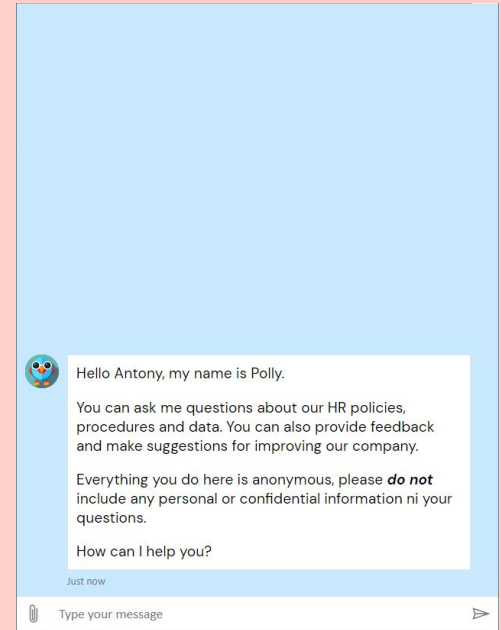 Hello Antony, my name is Polly.
You can ask me questions about our HR policies,
procedures and data. You can also provide feedback
and make suggestions for improving our company.
Everything you do here is anonymous, please do not
include any personal or confidential information ni your
questions.
How can I help you?
Just now
Type your message